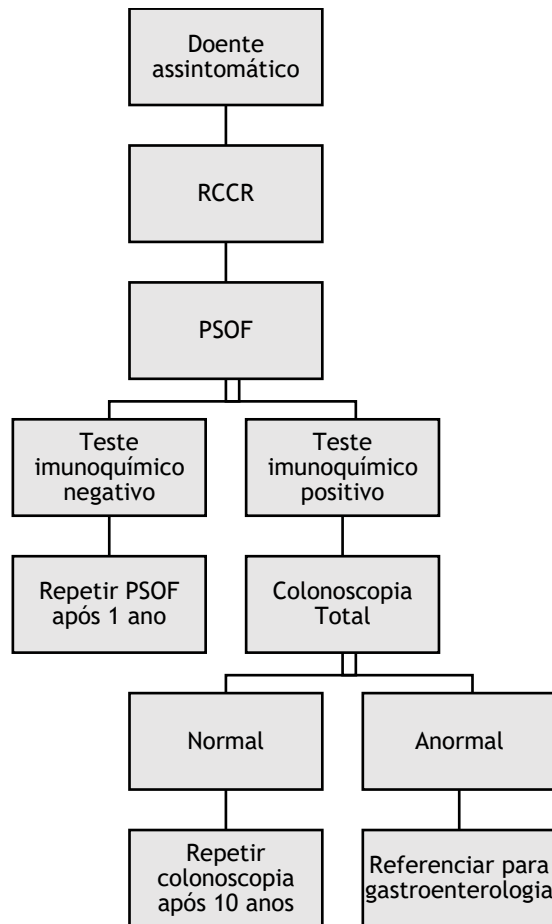 Doente
assintomático
RCCR
PSOF
Teste
imunoquímico
negativo
Teste
imunoquímico
positivo
Repetir PSOF
após 1 ano
Colonoscopia
Total
Normal
Anormal
Repetir
colonoscopia
após 10 anos
Referenciar para
gastroenterologia